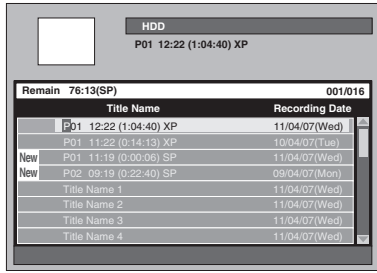 HDD
P01 12:22 (1:04:40) XP
Remain 76:13(SP) 001/016
Title Name Recording Date
P01 12:22 (1:04:40) XP 11/04/07(Wed)
P01 11:22 (0:14:13) XP 10/04/07(Tue)
New P01 11:19 (0:00:06) SP 11/04/07(Wed)
New P02 09:19 (0:22:40) SP 09/04/07(Mon)
Title Name 1 11/04/07(Wed)
Title Name 2 11/04/07(Wed)
Title Name 3 11/04/07(Wed)
Title Name 4 11/04/07(Wed)